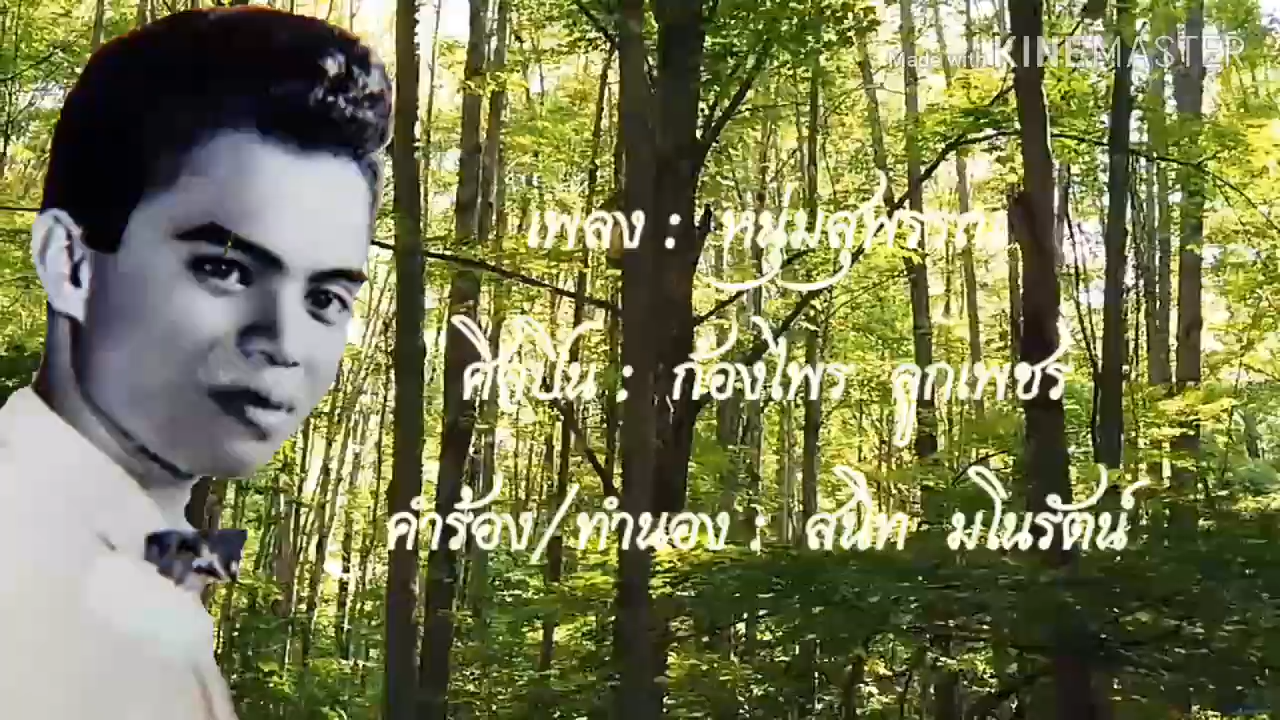 Made with KINEMASTER
เพลง : หนุ่มสุพรรณ
ศิลปิน : ก้องไพร ลูกเพชร
คำร้อง/ทำนอง : สนิท มโนรัตน์